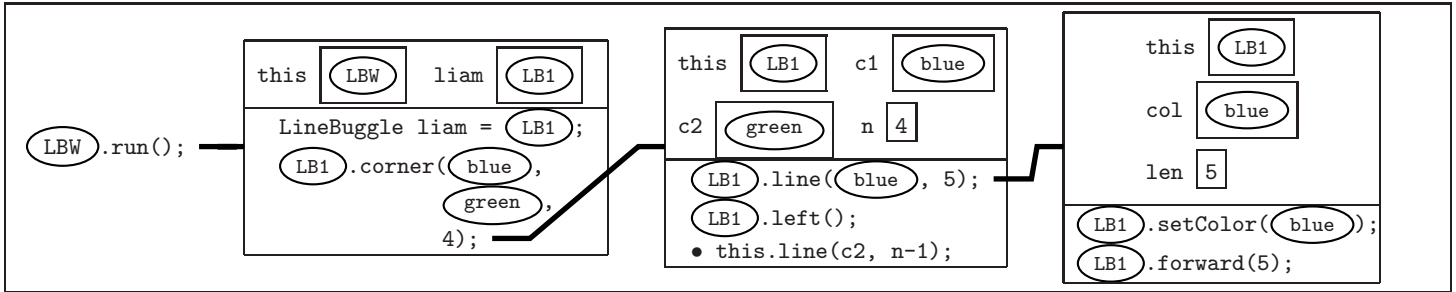 LBW.run();
this LBW liam LB1
LineBuggle liam = LB1;
LB1.corner(blue,
green,
4);
this LB1 c1 blue
c2 green n 4
LB1.line(blue, 5);
LB1.left();
• this.line(c2, n-1);
this LB1
col blue
len 5
LB1.setColor(blue);
LB1.forward(5);